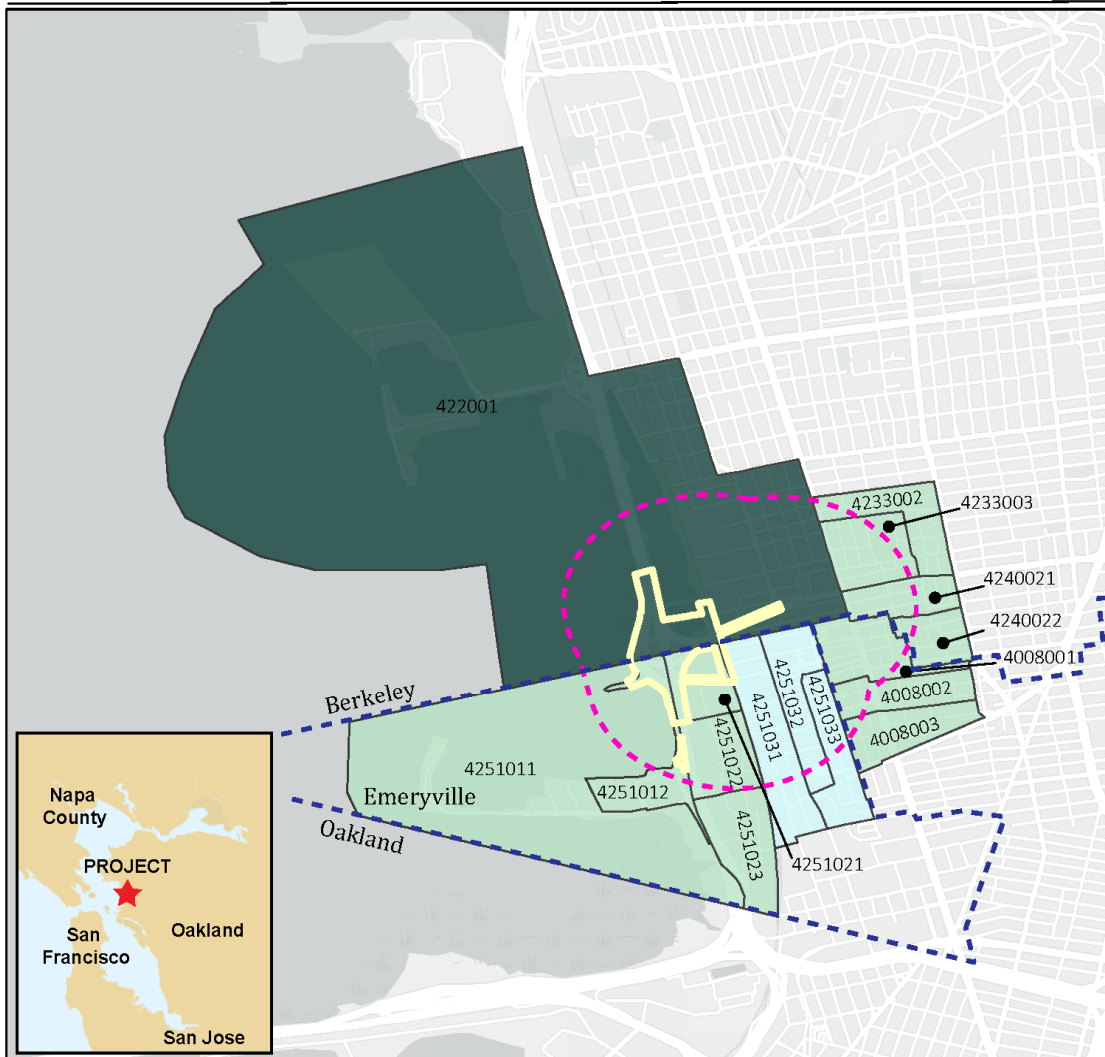 422001
4233002
4233003
4240021
4240022
4008001
4008002
4008003
Berkeley
4251011
Emeryville
Oakland
4251012
4251022
4251023
4251031
4251032
4251033
4251021
Napa
County
PROJECT
San
Francisco
Oakland
San Jose